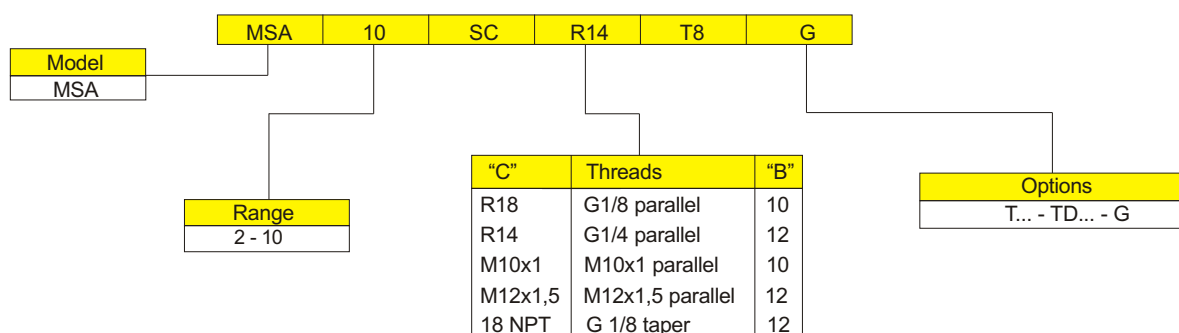 MSA 10 SC R14 T8 G
Model
MSA
Range
2 - 10
“C” Threads “B”
R18 G1/8 parallel 10
R14 G1/4 parallel 12
M10x1 M10x1 parallel 10
M12x1,5 M12x1,5 parallel 12
18 NPT G 1/8 taper 12
Options
T... - TD... - G